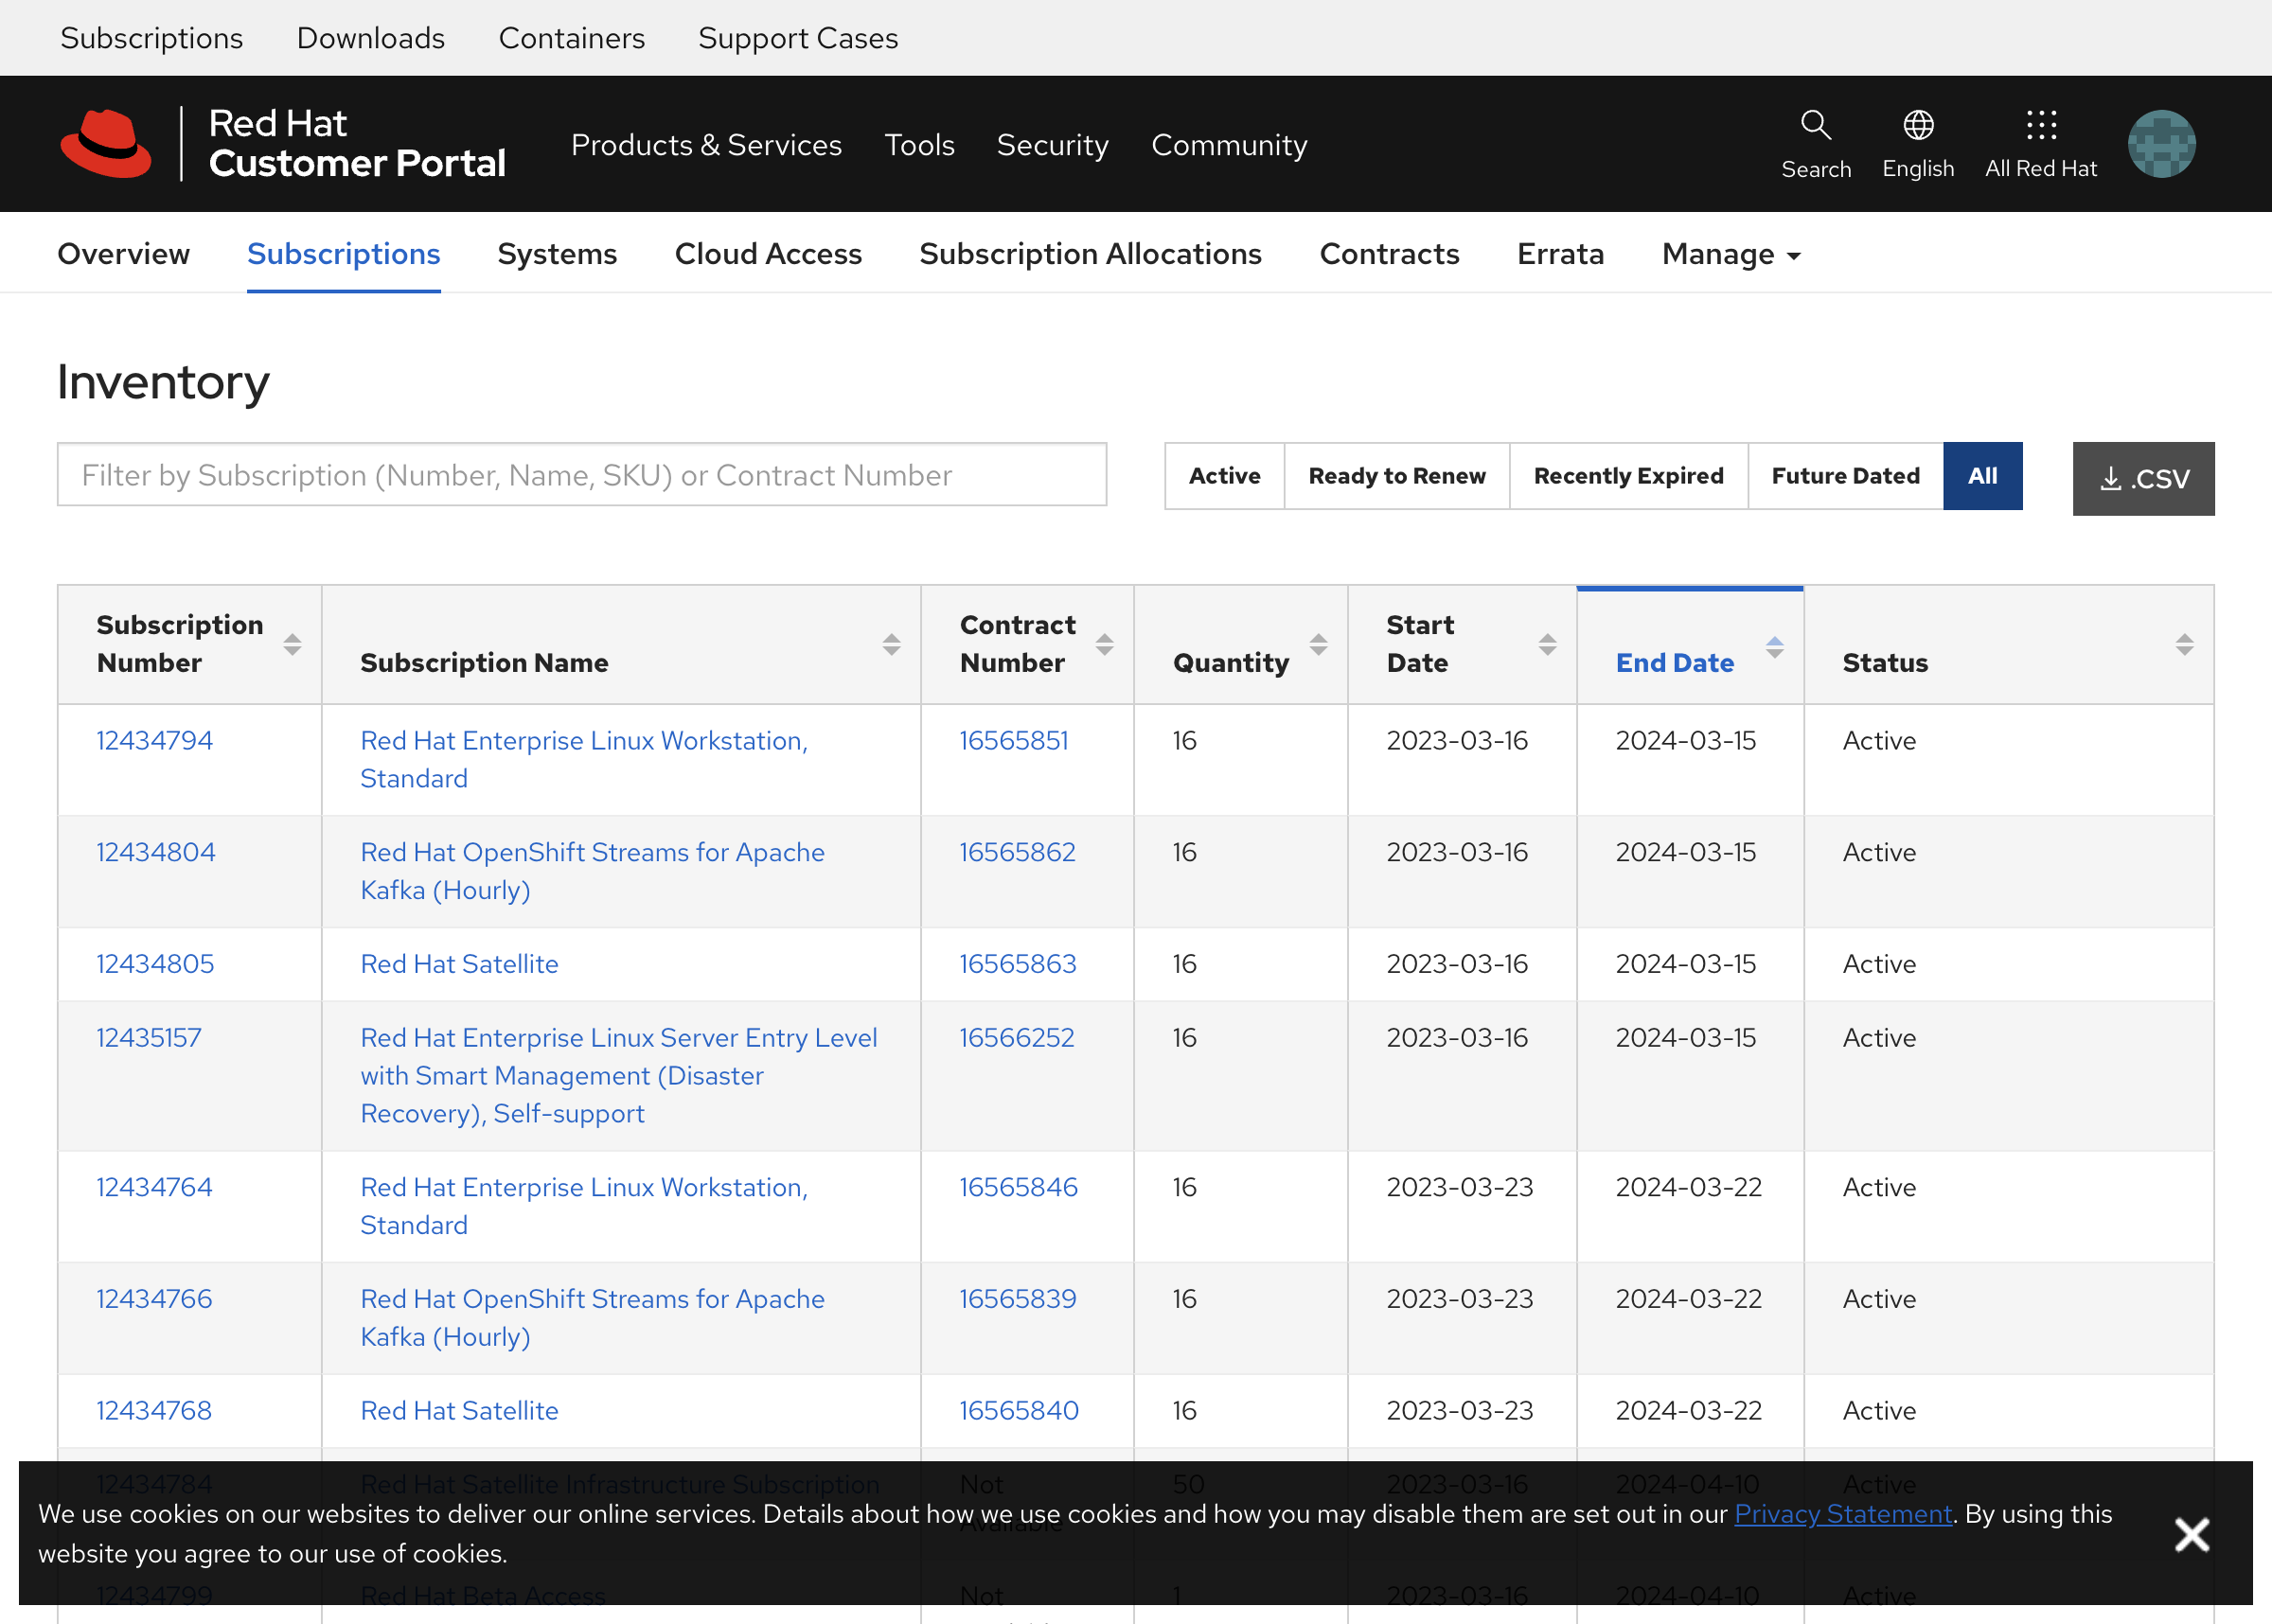 Subscriptions Downloads Containers Support Cases
Red Hat
Customer Portal
Products & Services Tools Security Community
Search English All Red Hat
Overview Subscriptions Systems Cloud Access Subscription Allocations Contracts Errata Manage
Inventory
Filter by Subscription (Number, Name, SKU) or Contract Number
Active Ready to Renew Recently Expired Future Dated All .CSV
Subscription Number Subscription Name Contract Number Quantity Start Date End Date Status
12434794 Red Hat Enterprise Linux Workstation, 16565851 16 2023-03-16 2024-03-15 Active
Standard
12434804 Red Hat OpenShift Streams for Apache 16565862 16 2023-03-16 2024-03-15 Active
Kafka (Hourly)
12434805 Red Hat Satellite 16565863 16 2023-03-16 2024-03-15 Active
12435157 Red Hat Enterprise Linux Server Entry Level 16566252 16 2023-03-16 2024-03-15 Active
with Smart Management (Disaster
Recovery), Self-support
12434764 Red Hat Enterprise Linux Workstation, 16565846 16 2023-03-23 2024-03-22 Active
Standard
12434766 Red Hat OpenShift Streams for Apache 16565839 16 2023-03-23 2024-03-22 Active
Kafka (Hourly)
12434768 Red Hat Satellite 16565840 16 2023-03-23 2024-03-22 Active
12434784 Red Hat Satellite Infrastructure Subscription Not 50 2023-03-16 2024-04-10 Active
Available
We use cookies on our websites to deliver our online services. Details about how we use cookies and how you may disable them are set out in our Privacy Statement. By using this
website you agree to our use of cookies.
12434799 Red Hat Beta Access Not 1 2023-03-16 2024-04-10 Active